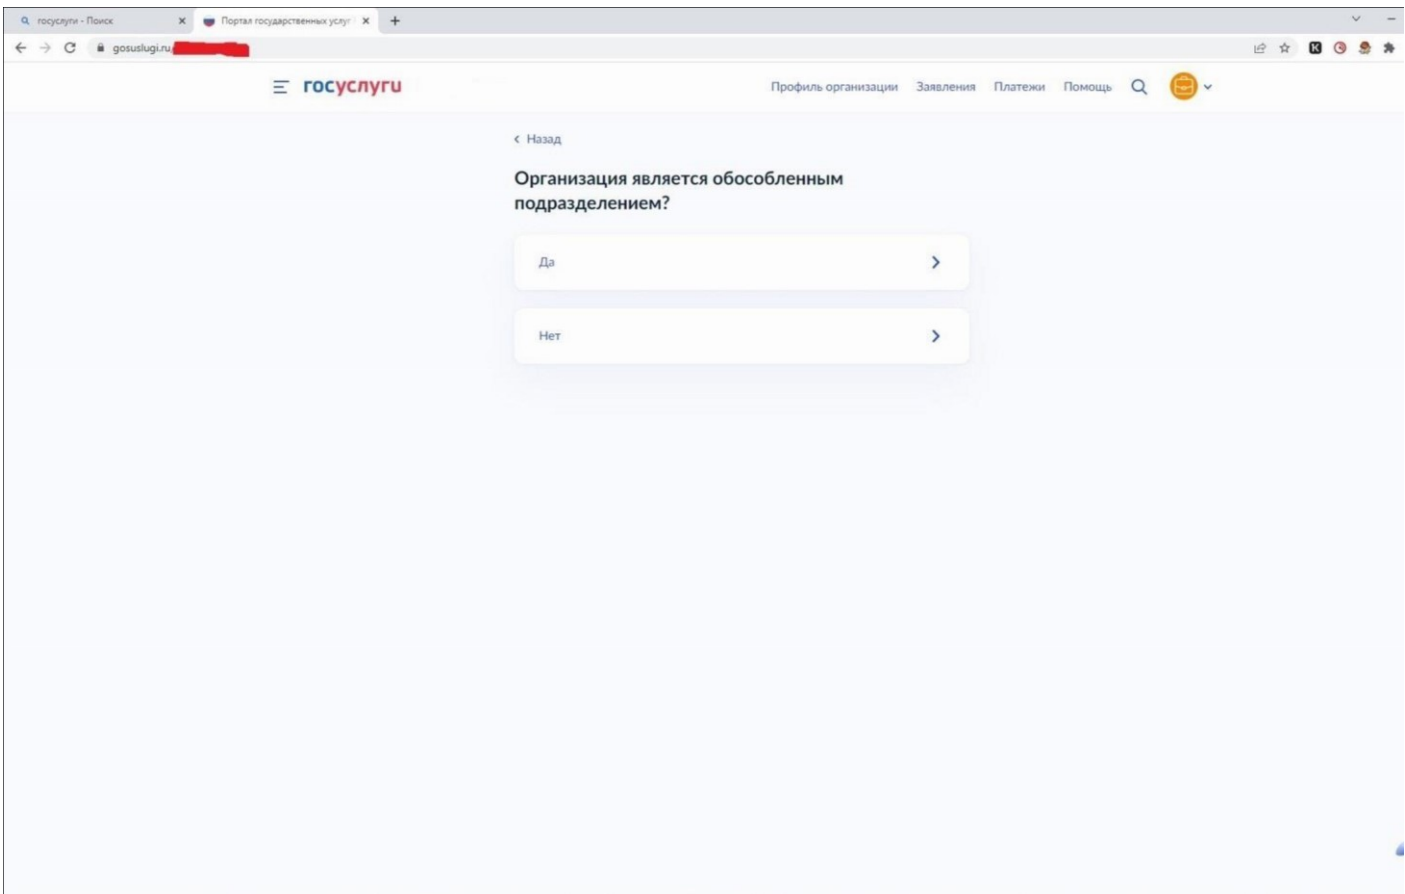 госуслуги - Поиск
Портал государственных услуг
gosuslugi.ru
госуслуги
Профиль организации Заявления Платежи Помощь
Назад
Организация является обособленным
подразделением?
Да
Нет